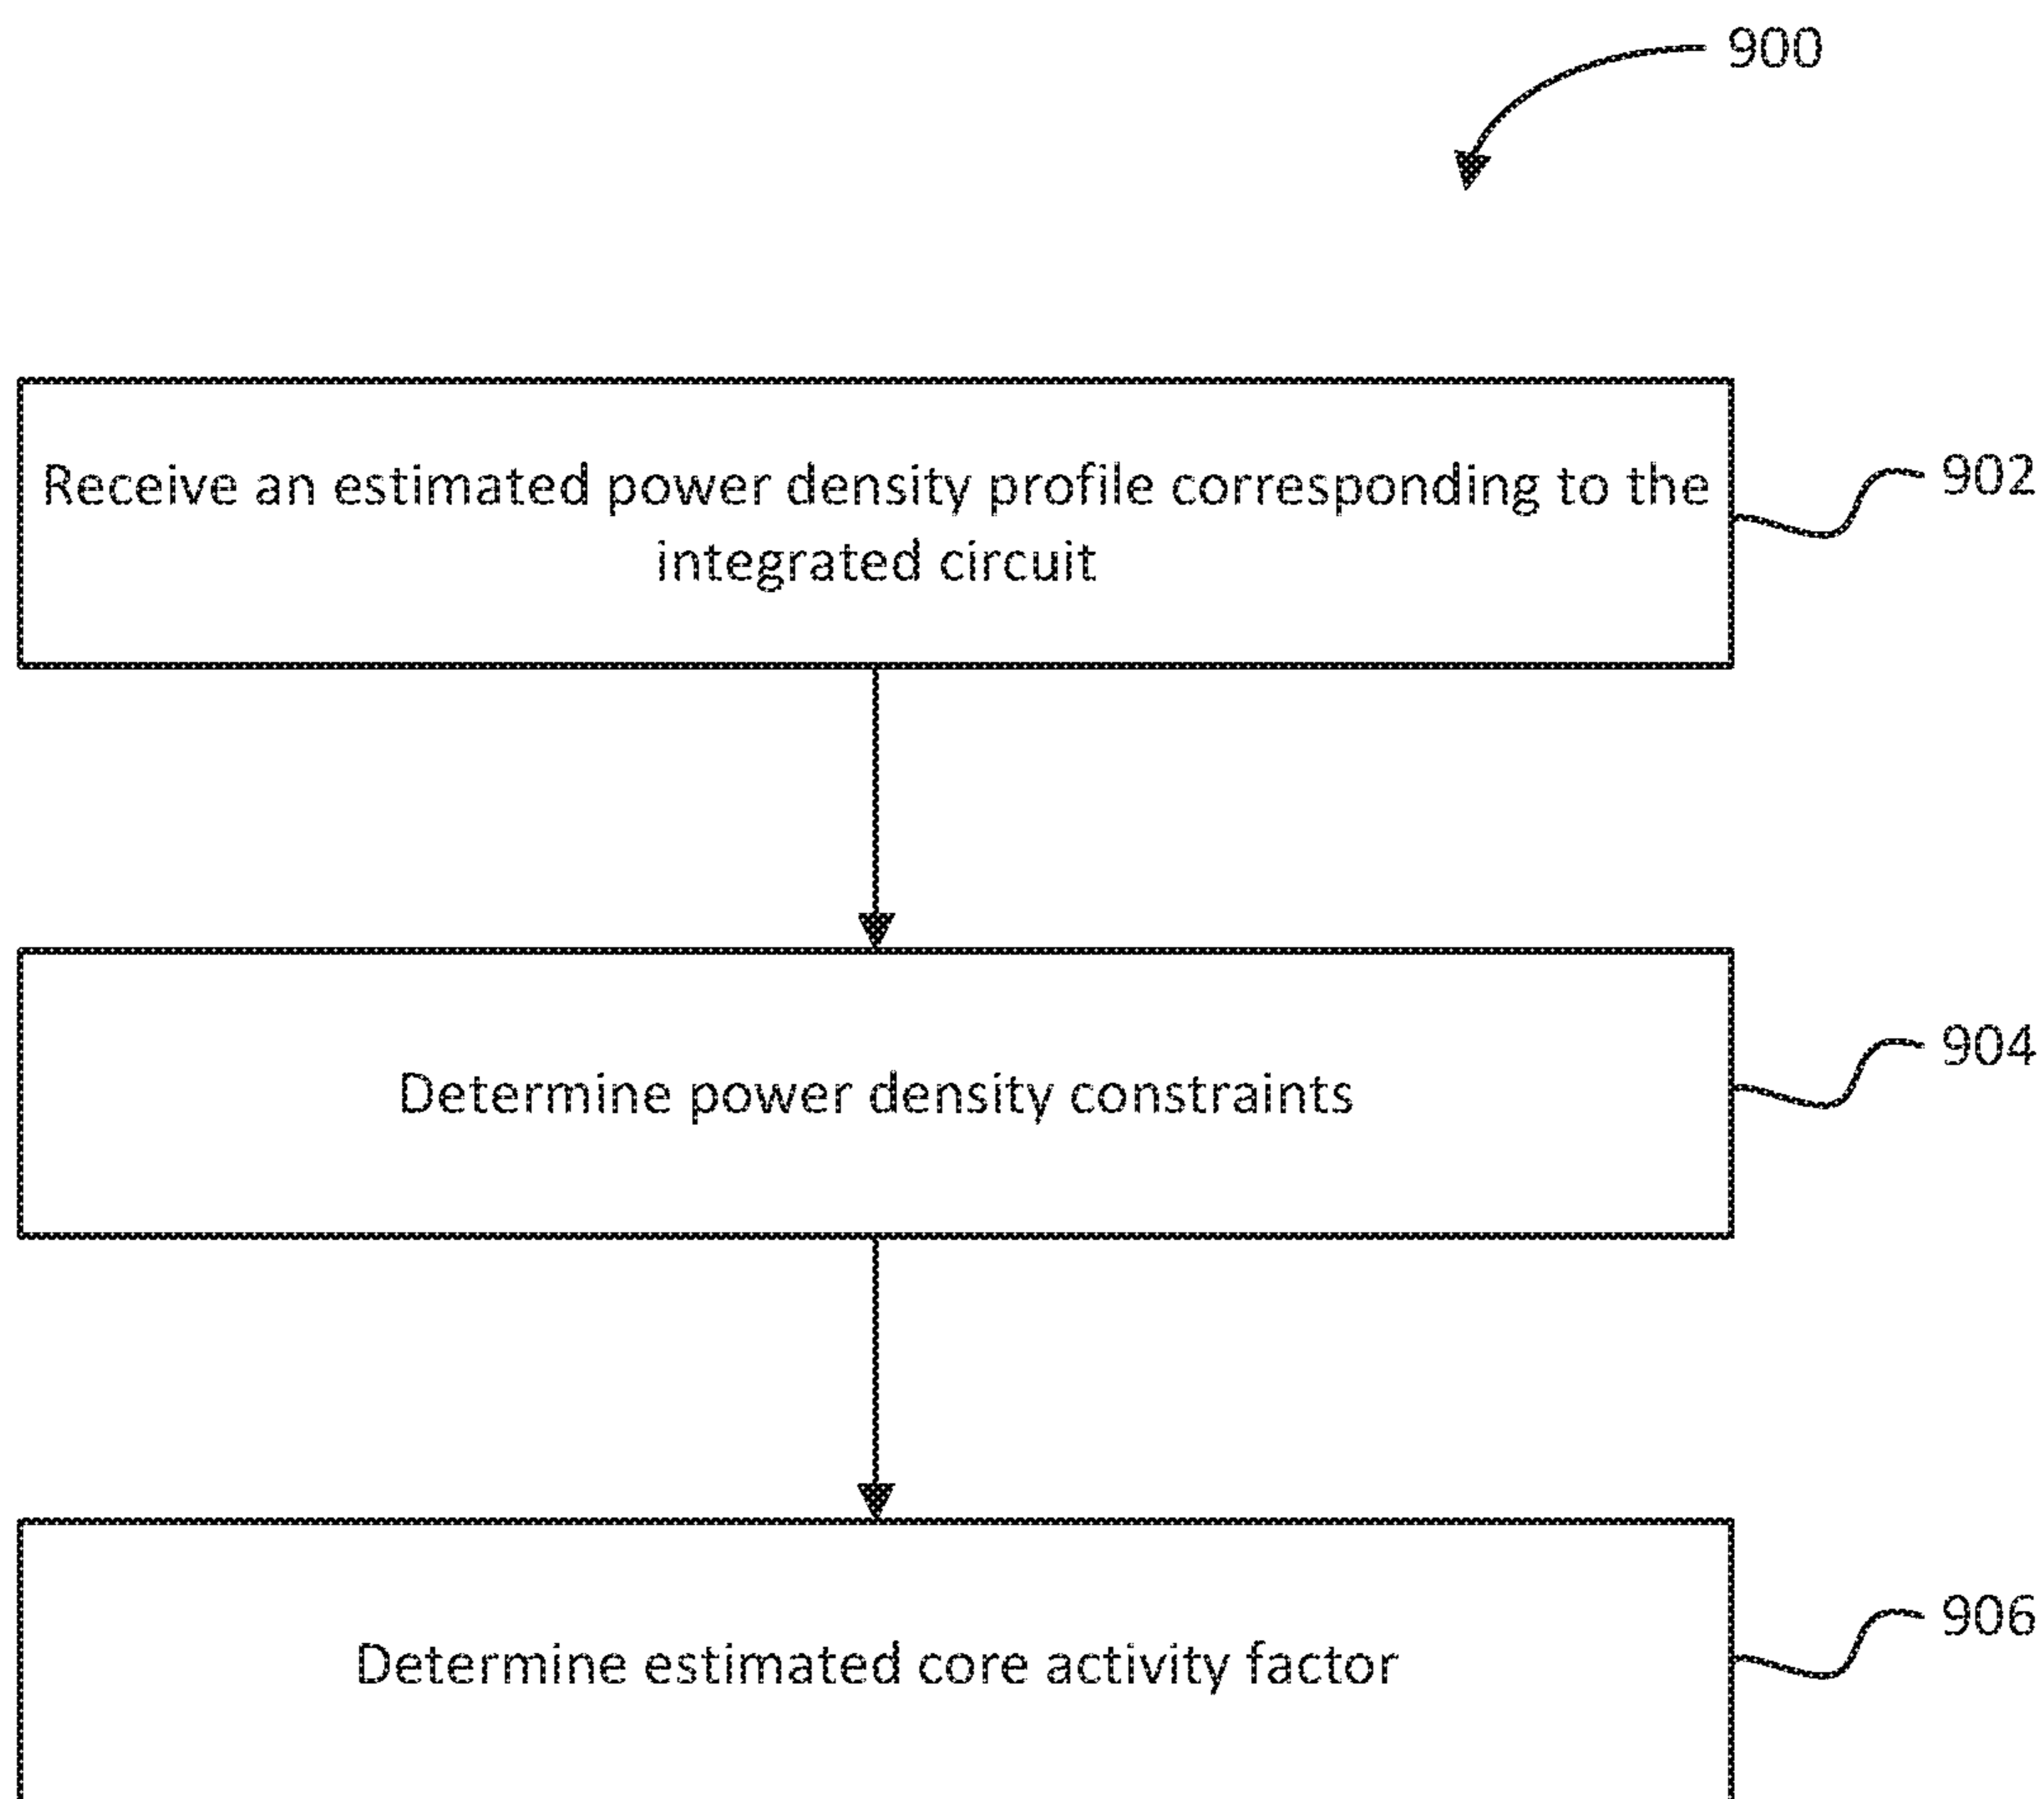 900
Receive an estimated power density profile corresponding to the
integrated circuit
902
Determine power density constraints
904
Determine estimated core activity factor
906